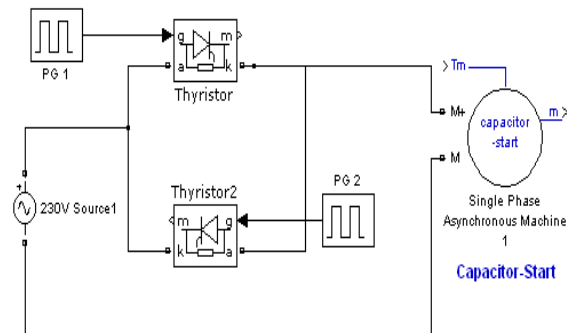 PG 1
g m
a k
Thyristor
230V Source1
+
Thyristor2
m g
k a
PG 2
Tm
M+
M
capacitor
-start
m
Single Phase
Asynchronous Machine
1
Capacitor-Start